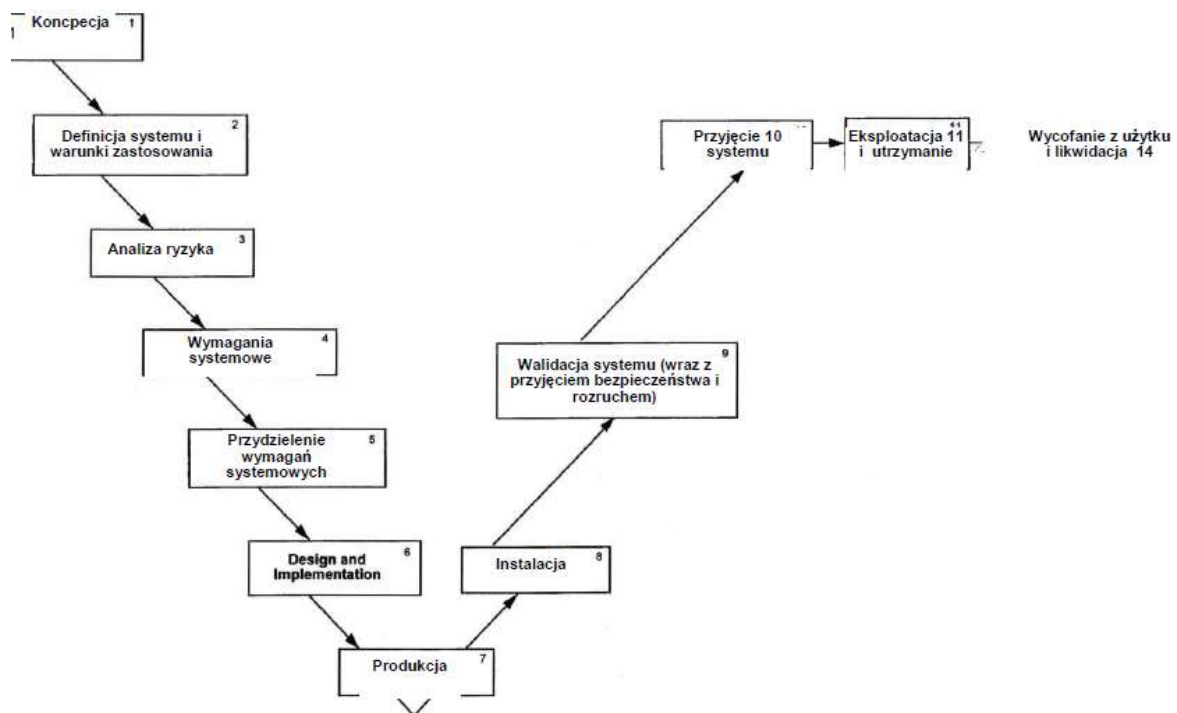 Koncpecja 1
Definicja systemu i 2
warunki zastosowania
Analiza ryzyka 3
Wymagania 4
systemowe
Przydzielenie 5
wymagań
systemowych
Design and 6
Implementation
Produkcja 7
Instalacja 8
Walidacja systemu (wraz z 9
przyjęciem bezpieczeństwa i
rozruchem)
Przyjęcie 10
systemu
Eksploatacja 11
i utrzymanie
Wycofanie z użytku
i likwidacja 14